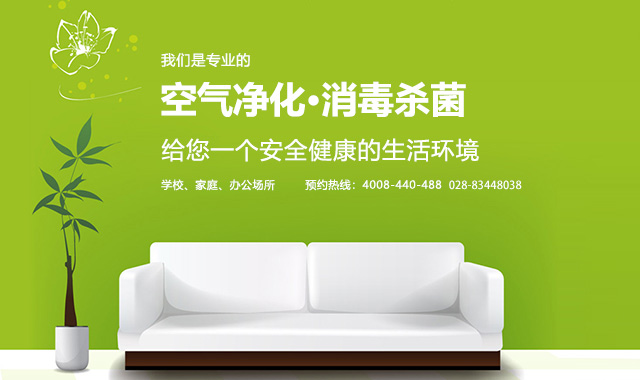 我们是专业的
空气净化·消毒杀菌
给您一个安全健康的生活环境
学校、家庭、办公场所 预约热线：4008-440-488 028-83448038